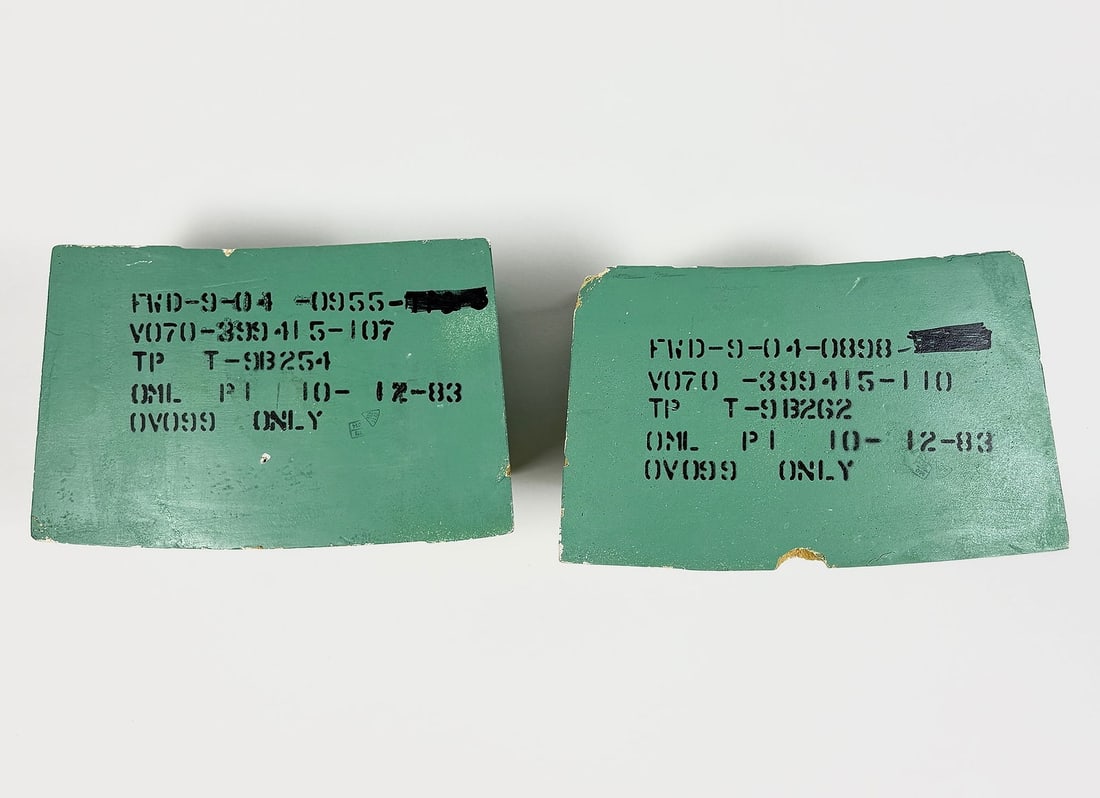 FWD-9-04 -0955-
V070-399415-107
TP T-9B254
OML P1 10- 12-83
OV099 ONLY
FWD-9-04-0898-
V070 -399415-110
TP T-9B262
OML P1 10- 12-83
OV099 ONLY